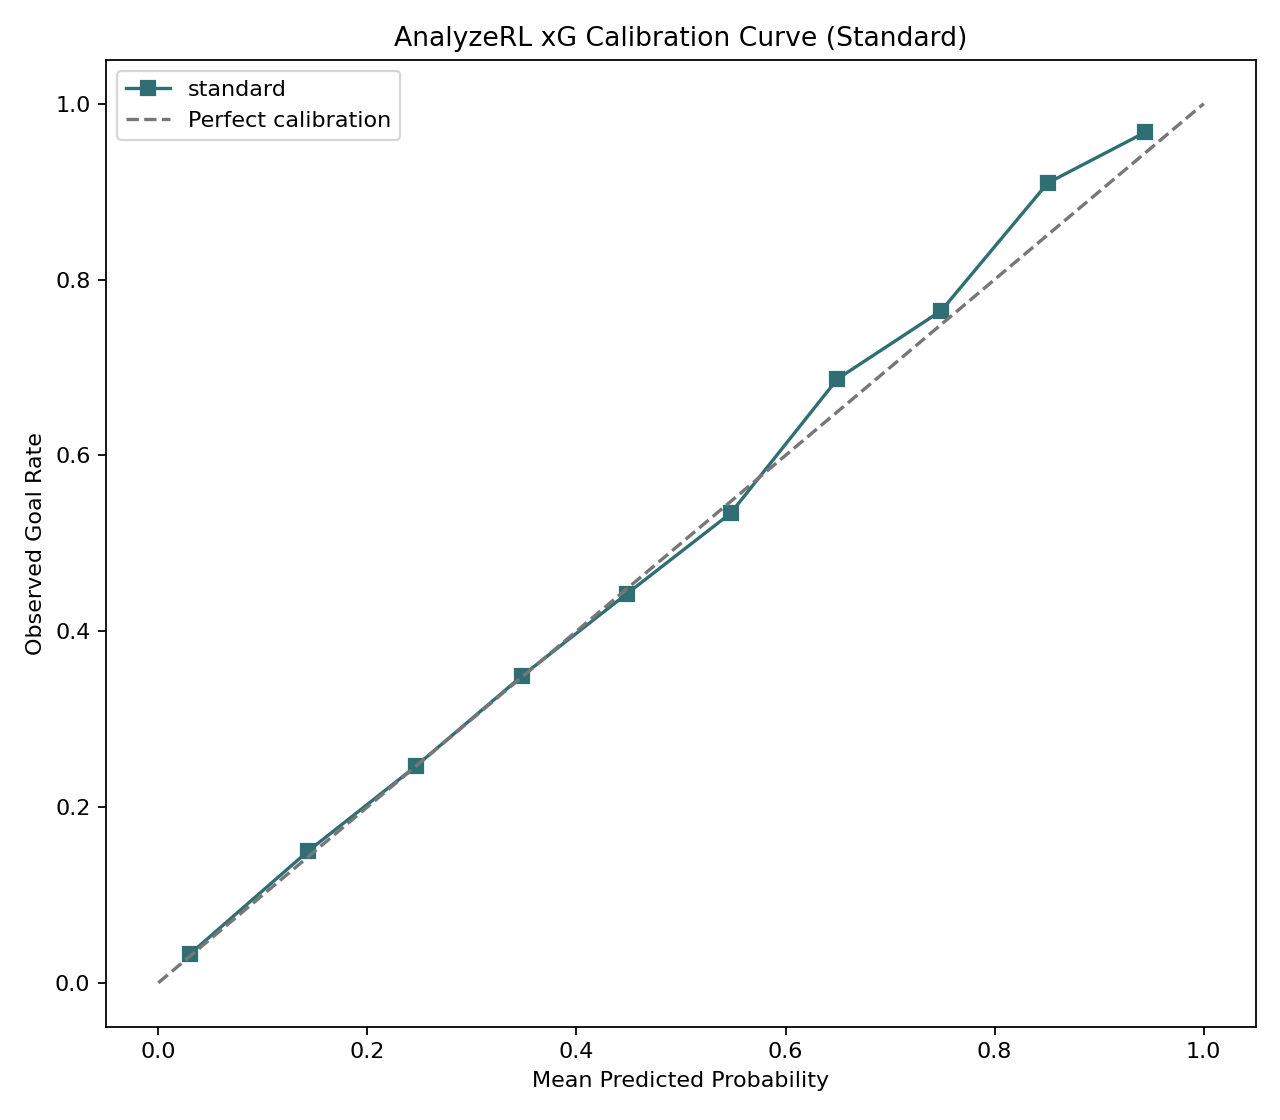 AnalyzeRL xG Calibration Curve (Standard)
standard
Perfect calibration
1.0
0.8
0.6
0.4
0.2
0.0
Observed Goal Rate
0.0 0.2 0.4 0.6 0.8 1.0
Mean Predicted Probability